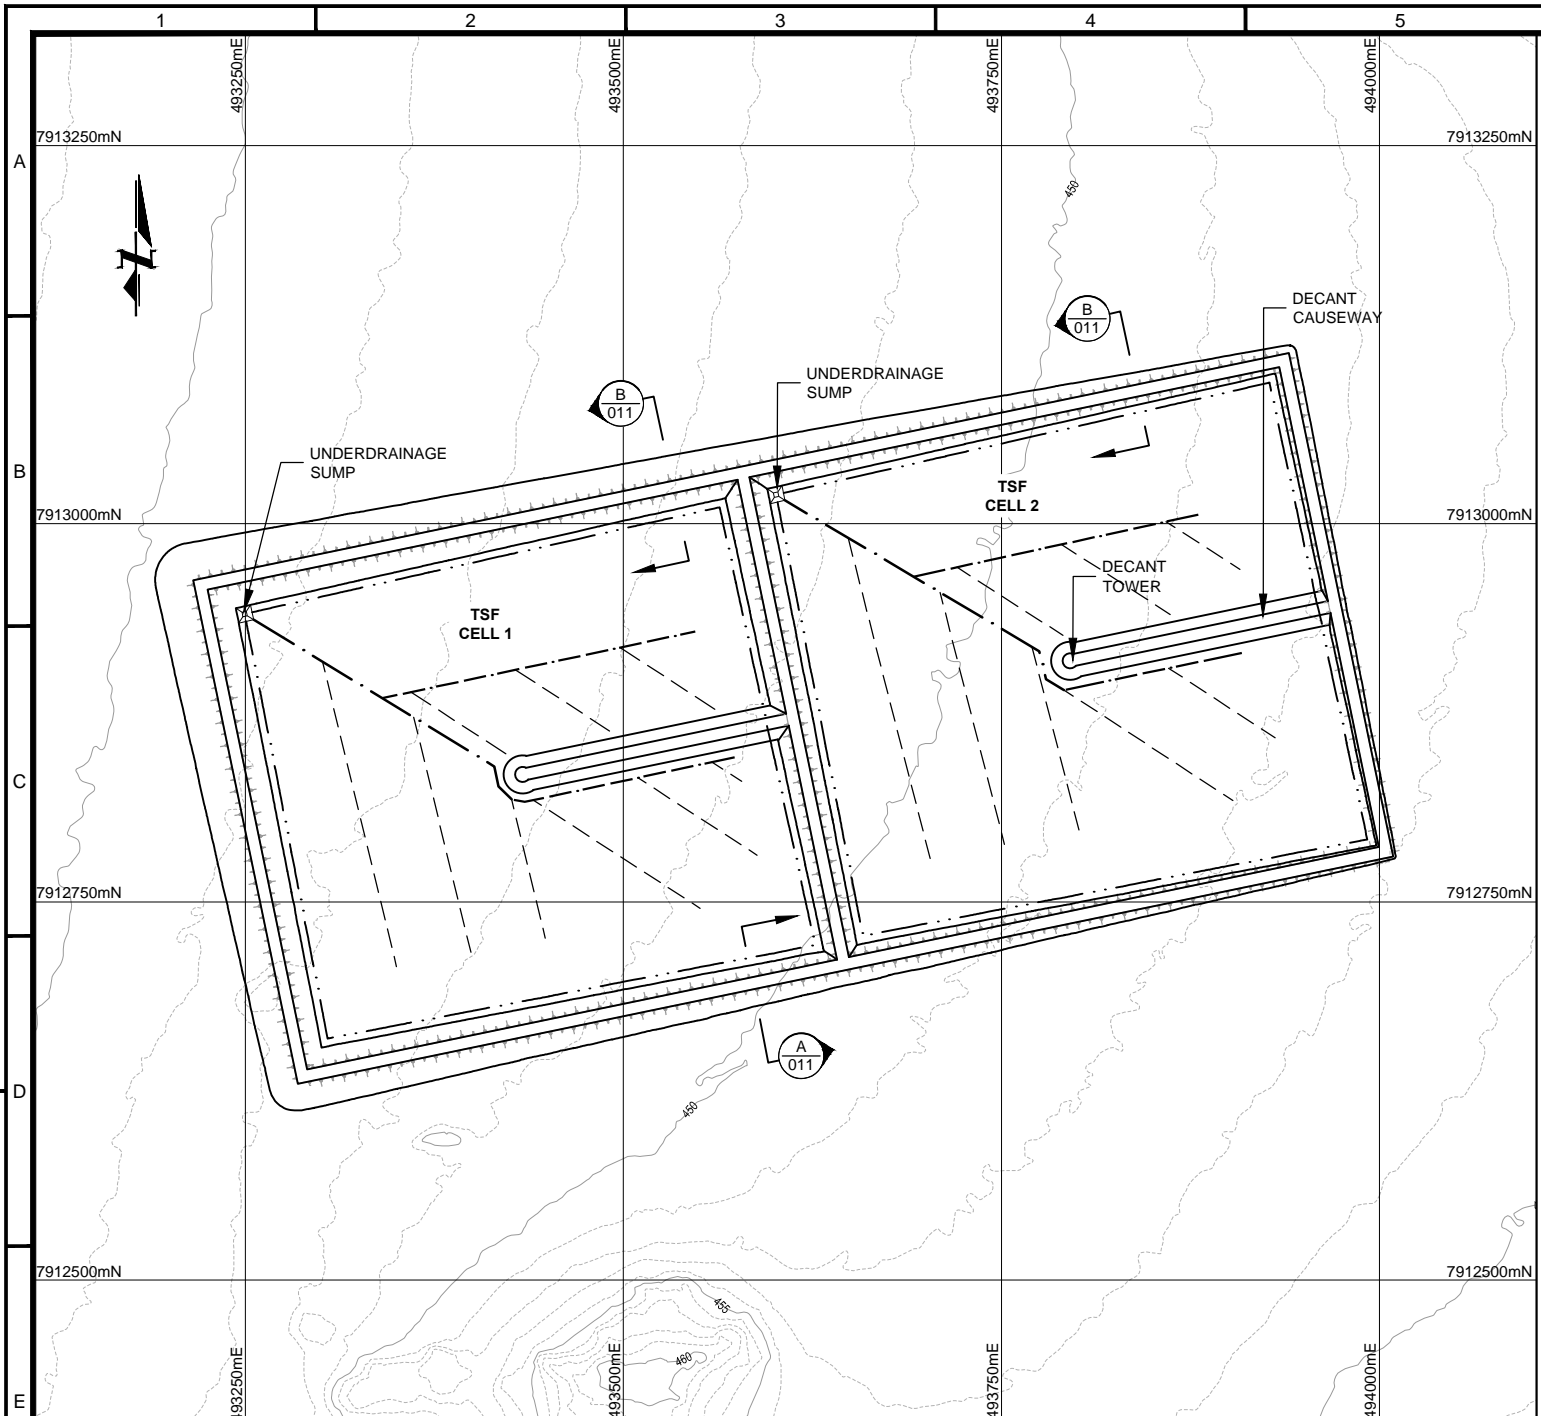 1 2 3 4 5
493250mE 493500mE 493750mE 494000mE
7913250mN 7913250mN
A
450
N
B
011
DECANT
CAUSEWAY
UNDERDRAINAGE
SUMP
B
011
UNDERDRAINAGE
SUMP
B
TSF
CELL 2
7913000mN 7913000mN
DECANT
TOWER
TSF
CELL 1
C
7912750mN 7912750mN
A
011
D
450
7912500mN 7912500mN
455
460
493250mE 493500mE 493750mE 494000mE
E